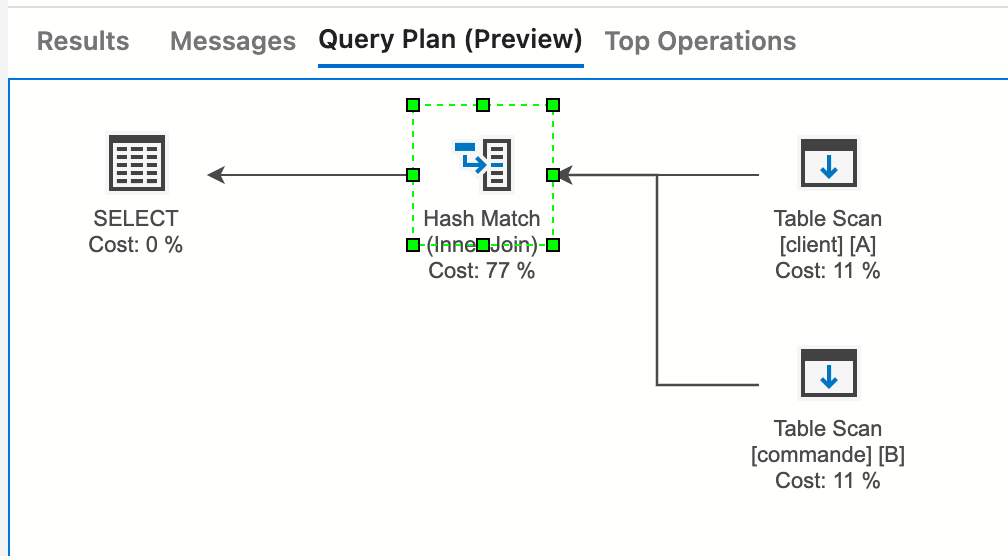 Results Messages Query Plan (Preview) Top Operations
SELECT
Cost: 0 %
Hash Match
(Inner Join)
Cost: 77 %
Table Scan
[client] [A]
Cost: 11 %
Table Scan
[commande] [B]
Cost: 11 %